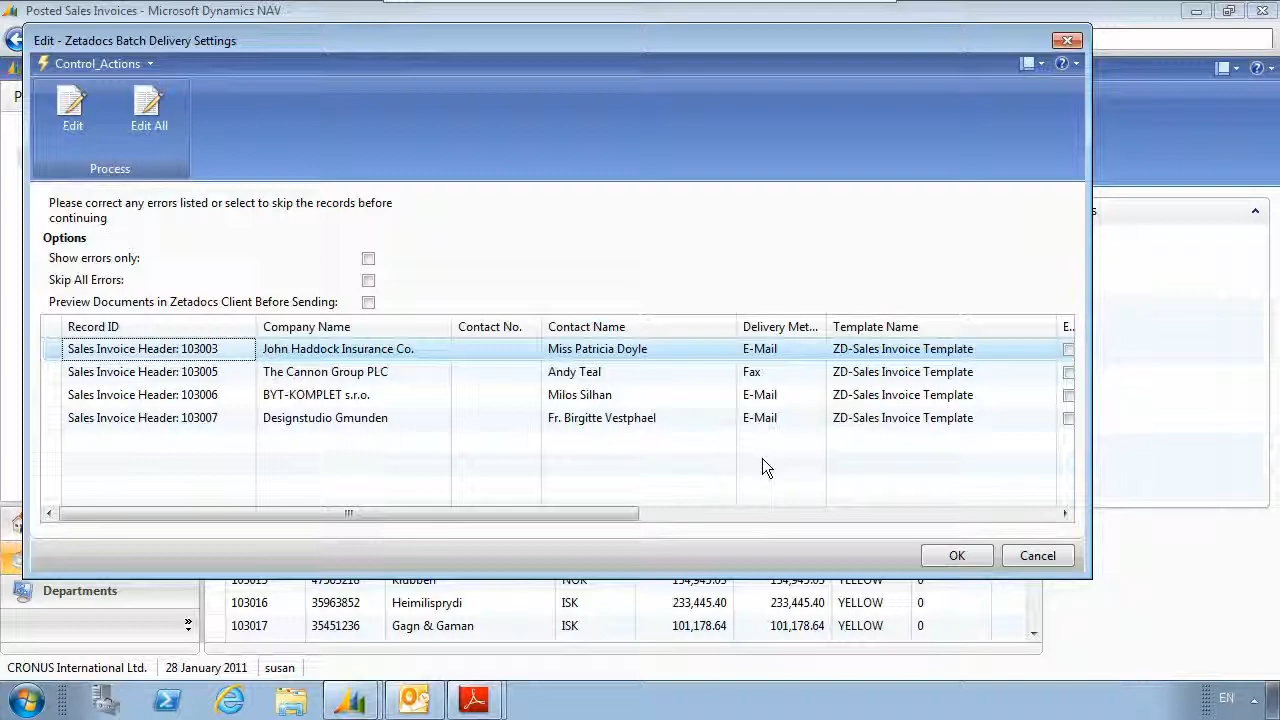 Posted Sales Invoices - Microsoft Dynamics NAV
Edit - Zetadocs Batch Delivery Settings
Control_Actions
Edit
Edit All
Process
Please correct any errors listed or select to skip the records before
continuing
Options
Show errors only:
Skip All Errors:
Preview Documents in Zetadocs Client Before Sending:
Record ID Company Name Contact No. Contact Name Delivery Met... Template Name E..
Sales Invoice Header: 103003 John Haddock Insurance Co. Miss Patricia Doyle E-Mail ZD-Sales Invoice Template
Sales Invoice Header: 103005 The Cannon Group PLC Andy Teal Fax ZD-Sales Invoice Template
Sales Invoice Header: 103006 BYT-KOMPLET s.r.o. Milos Silhan E-Mail ZD-Sales Invoice Template
Sales Invoice Header: 103007 Designstudio Gmunden Fr. Birgitte Vestphael E-Mail ZD-Sales Invoice Template
OK Cancel
Departments
103016 35963852 Heimilisprydi ISK 233,445.40 233,445.40 YELLOW 0
103017 35451236 Gagn & Gaman ISK 101,178.64 101,178.64 YELLOW 0
CRONUS International Ltd. 28 January 2011 susan
EN